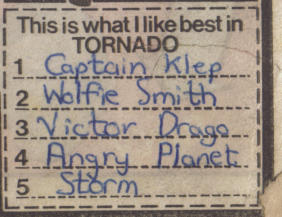 This is what I like best in
TORNADO
1 Captain Klep
2 Wolfie Smith
3 Victor Drago
4 Angry Planet
5 Storm